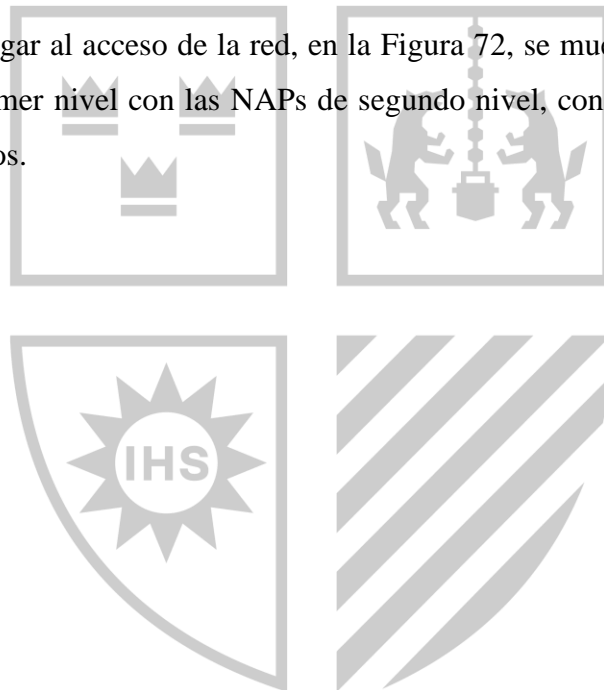 gar al acceso de la red, en la Figura 72, se mue
mer nivel con las NAPs de segundo nivel, con
os.
IHS